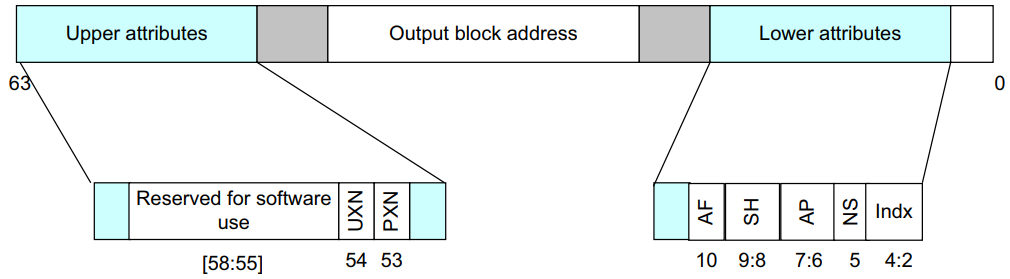 Upper attributes
Output block address
Lower attributes
63
0
Reserved for software
use
UXN
PXN
AF
SH
AP
NS
Indx
[58:55]
54
53
10
9:8
7:6
5
4:2